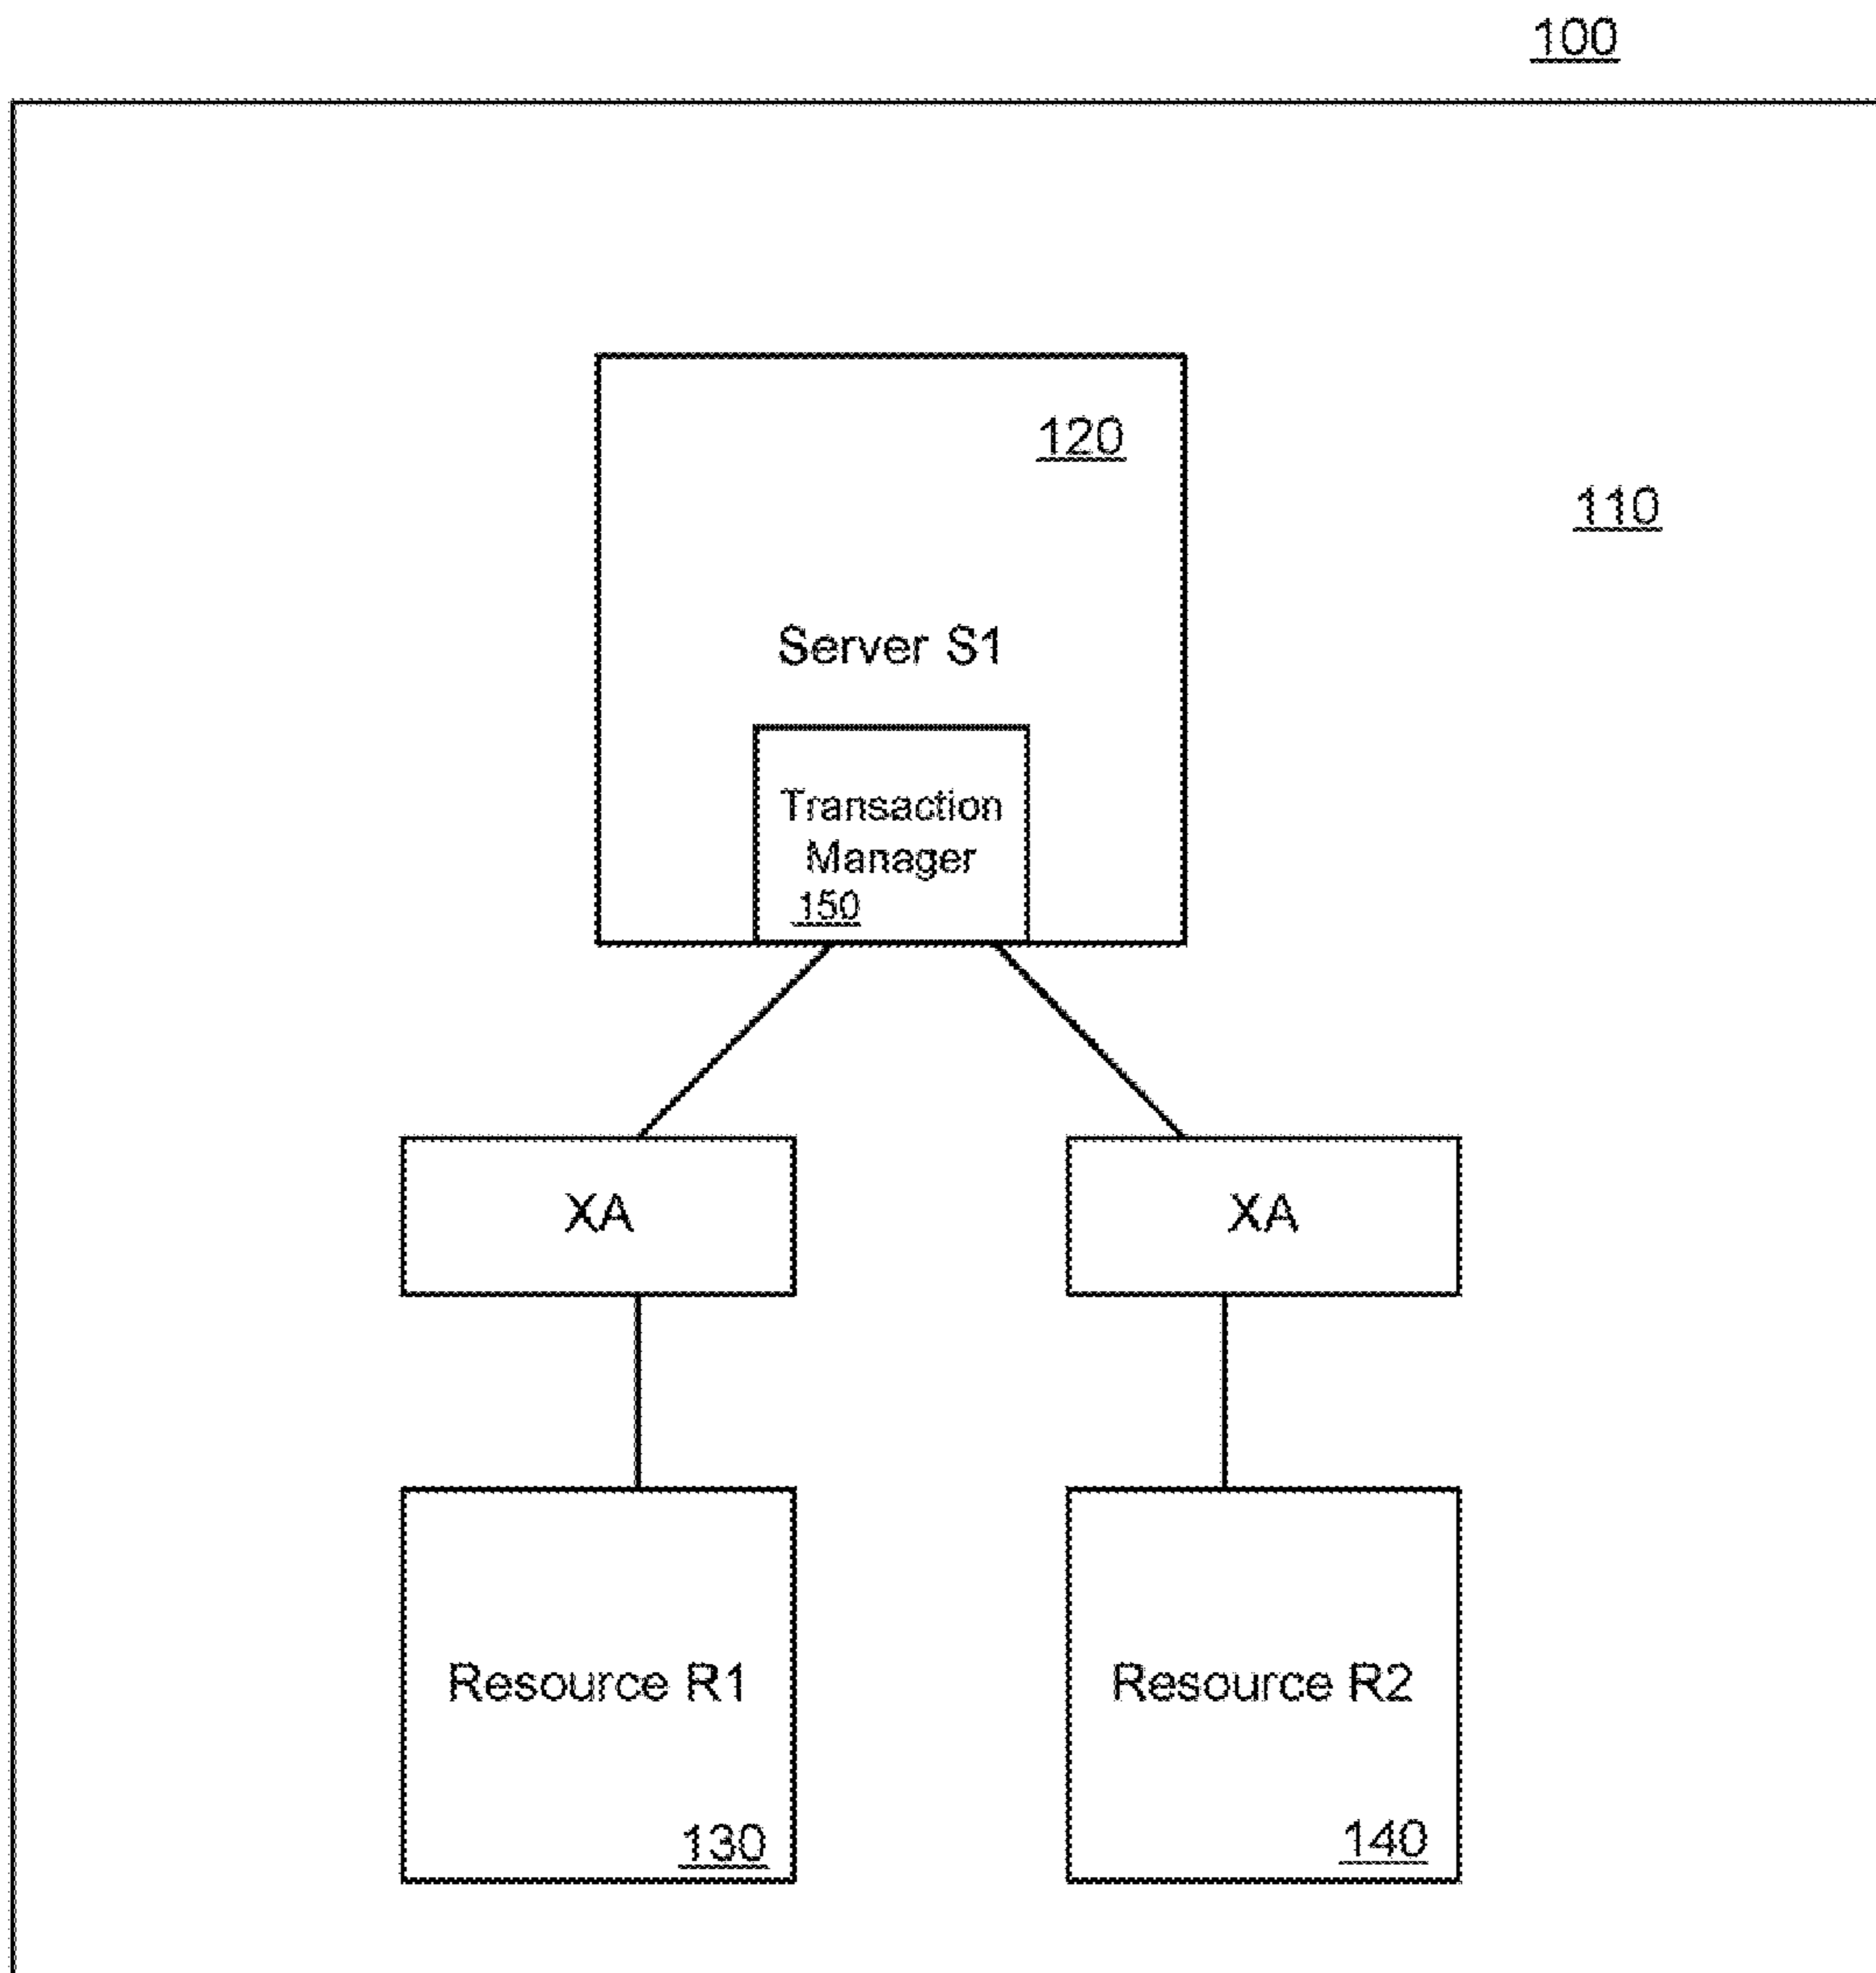 100
120
110
Server S1
Transaction
Manager
150
XA
XA
Resource R1
Resource R2
130
140